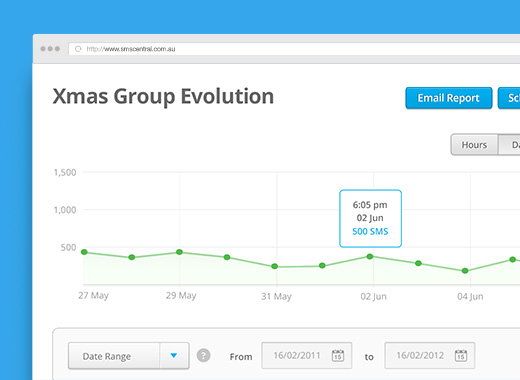 http://www.smscentral.com.au
Xmas Group Evolution
Email Report
Hours
1,500
1,000
500
6:05 pm
02 Jun
500 SMS
27 May
29 May
31 May
02 Jun
04 Jun
Date Range
?
From
16/02/2011
15
to
16/02/2012
15